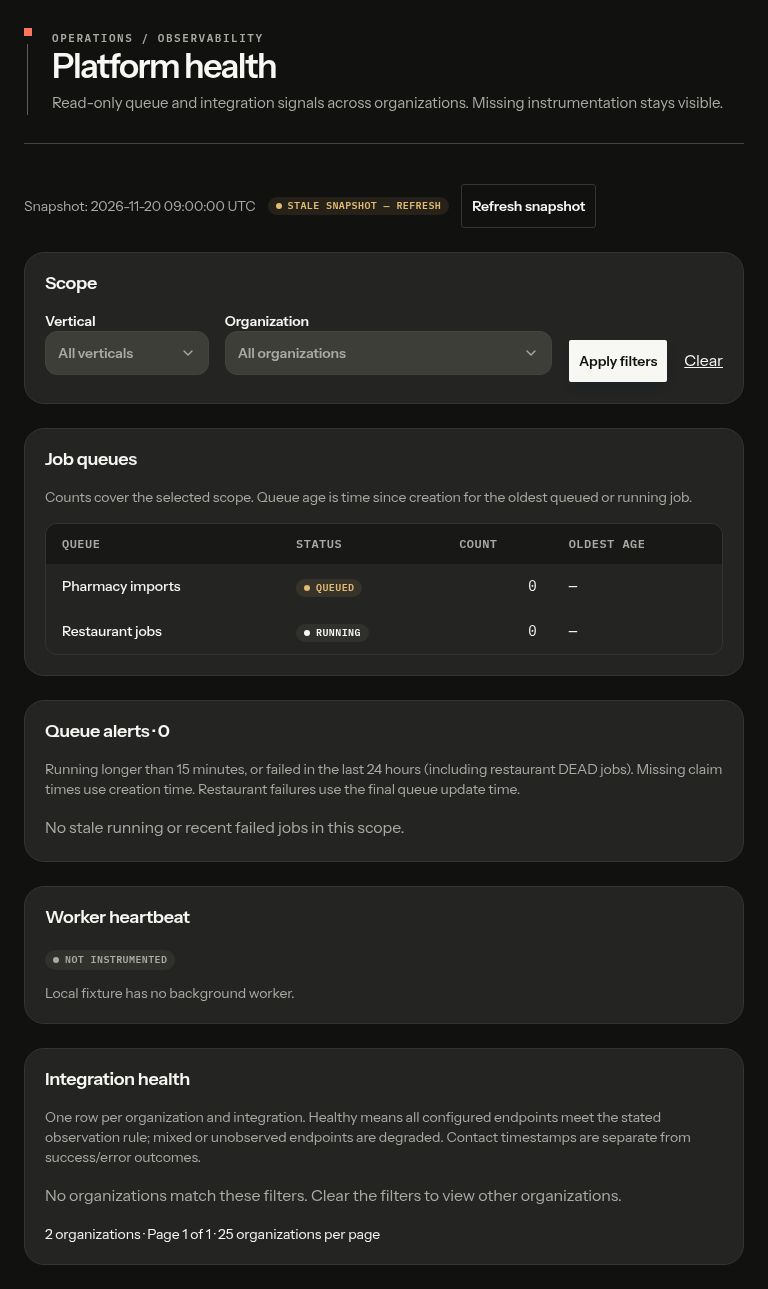 OPERATIONS / OBSERVABILITY
Platform health
Read-only queue and integration signals across organizations. Missing instrumentation stays visible.
Snapshot: 2026-11-20 09:00:00 UTC
STALE SNAPSHOT — REFRESH
Refresh snapshot
Scope
Vertical
Organization
All verticals
All organizations
Apply filters
Clear
Job queues
Counts cover the selected scope. Queue age is time since creation for the oldest queued or running job.
QUEUE STATUS COUNT OLDEST AGE
Pharmacy imports QUEUED 0 —
Restaurant jobs RUNNING 0 —
Queue alerts · 0
Running longer than 15 minutes, or failed in the last 24 hours (including restaurant DEAD jobs). Missing claim
times use creation time. Restaurant failures use the final queue update time.
No stale running or recent failed jobs in this scope.
Worker heartbeat
NOT INSTRUMENTED
Local fixture has no background worker.
Integration health
One row per organization and integration. Healthy means all configured endpoints meet the stated
observation rule; mixed or unobserved endpoints are degraded. Contact timestamps are separate from
success/error outcomes.
No organizations match these filters. Clear the filters to view other organizations.
2 organizations · Page 1 of 1 · 25 organizations per page